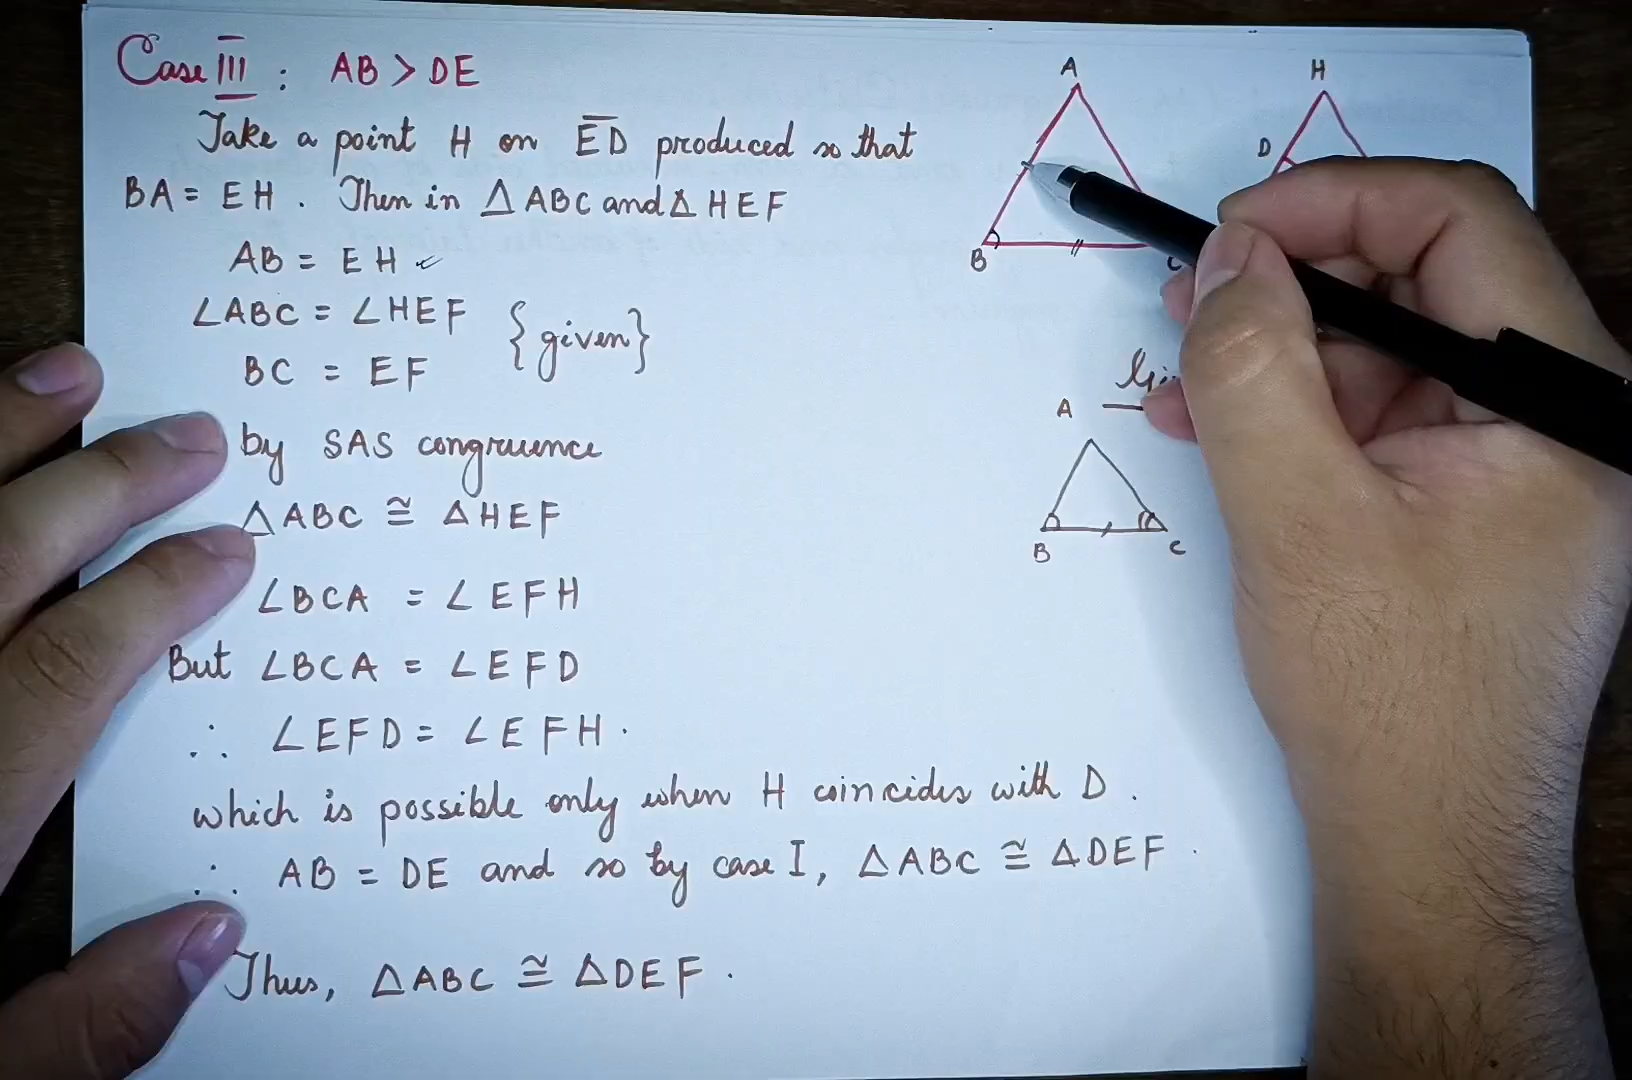 Case III : AB > DE
Take a point H on E̅D̅ produced so that
BA = EH . Then in △ ABC and △ HEF
AB = EH
∠ABC = ∠HEF
{given}
BC = EF
by SAS congruence
△ ABC ≅ △ HEF
∠BCA = ∠EFH
But ∠BCA = ∠EFD
∴ ∠EFD = ∠EFH .
which is possible only when H coincides with D .
∴ AB = DE and so by case I, △ABC ≅ △DEF .
Thus, △ABC ≅ △DEF .
A
B
C
H
D
A
B
C